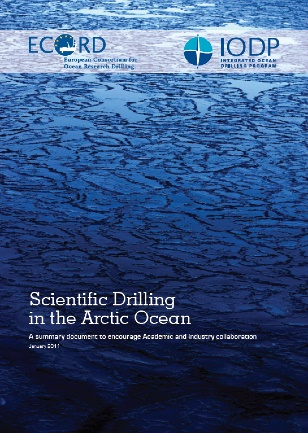 ECORD
European Consortium for
Ocean Research Drilling
IODP
INTEGRATED OCEAN
DRILLING PROGRAM
Scientific Drilling
in the Arctic Ocean
A summary document to encourage Academic and Industry collaboration
January 2011